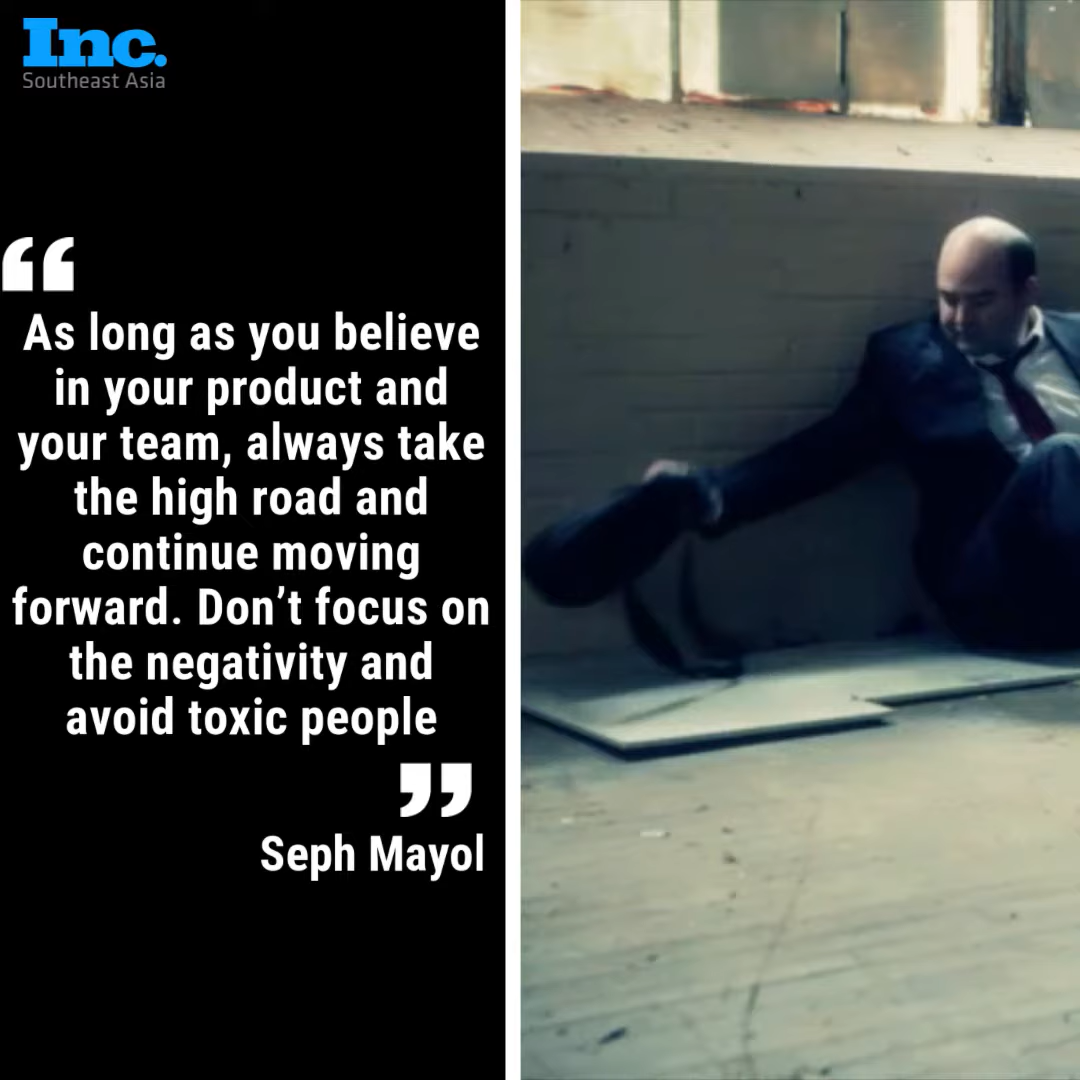 Inc.
Southeast Asia
“
As long as you believe
in your product and
your team, always take
the high road and
continue moving
forward. Don’t focus on
the negativity and
avoid toxic people
”
Seph Mayol